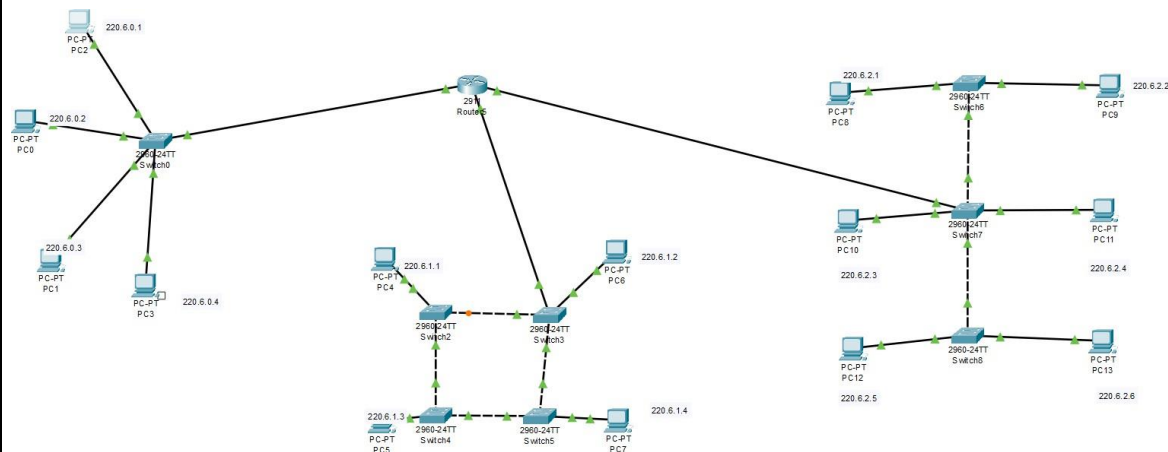 220.6.0.1
PC-PT
PC2
220.6.0.2
PC-PT
PC0
2960-24TT
Switch0
220.6.0.3
PC-PT
PC1
PC-PT
PC3
220.6.0.4
Router5
220.6.1.1
PC-PT
PC4
220.6.1.2
PC-PT
PC6
2960-24TT
Switch2
2960-24TT
Switch3
220.6.1.3
PC-PT
PC5
2960-24TT
Switch4
2960-24TT
Switch5
220.6.1.4
PC-PT
PC7
220.6.2.1
PC-PT
PC8
2960-24TT
Switch6
220.6.2.2
PC-PT
PC9
PC-PT
PC10
220.6.2.3
2960-24TT
Switch7
PC-PT
PC11
220.6.2.4
PC-PT
PC12
220.6.2.5
2960-24TT
Switch8
PC-PT
PC13
220.6.2.6